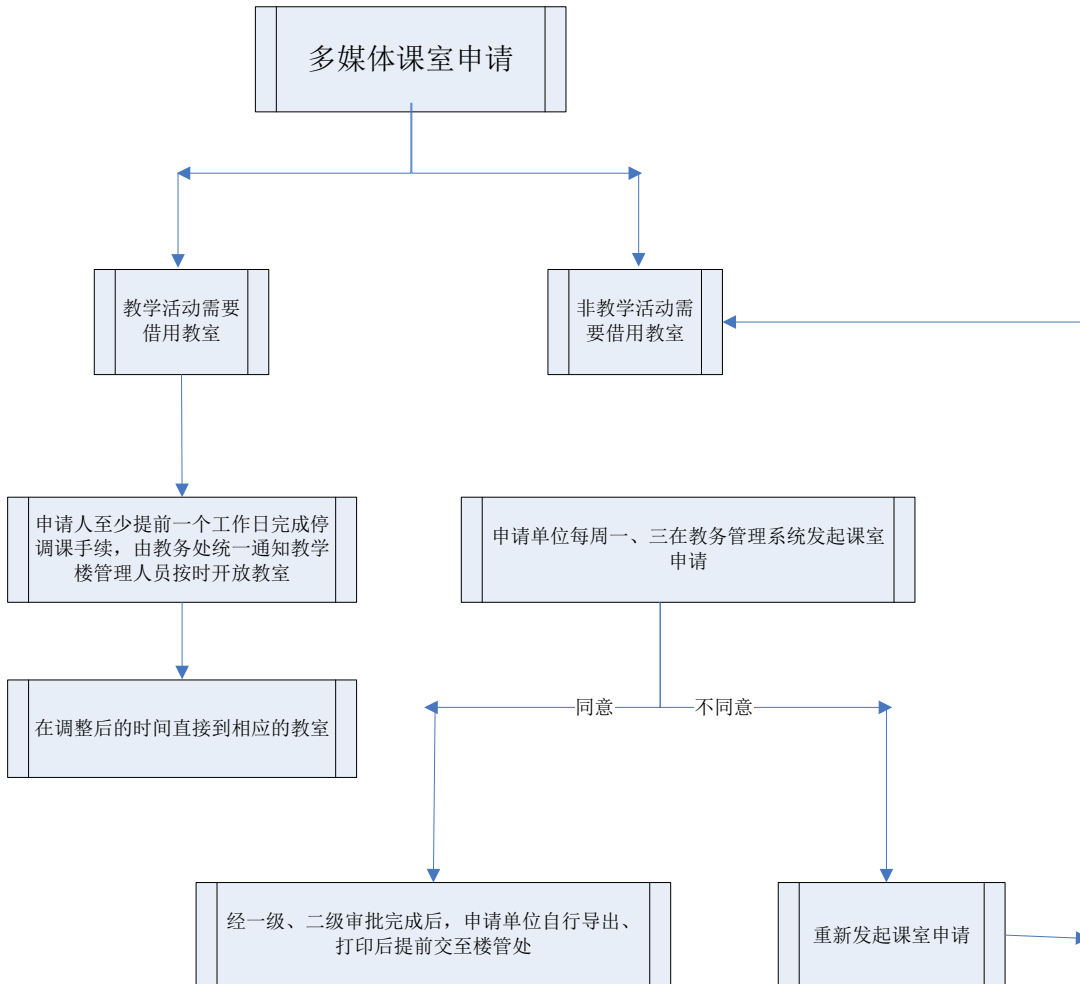 多媒体课室申请
教学活动需要
借用教室
非教学活动需
要借用教室
申请人至少提前一个工作日完成停
调课手续，由教务处统一通知教学
楼管理人员按时开放教室
申请单位每周一、三在教务管理系统发起课室
申请
在调整后的时间直接到相应的教室
同意
不同意
经一级、二级审批完成后，申请单位自行导出、
打印后提前交至楼管处
重新发起课室申请